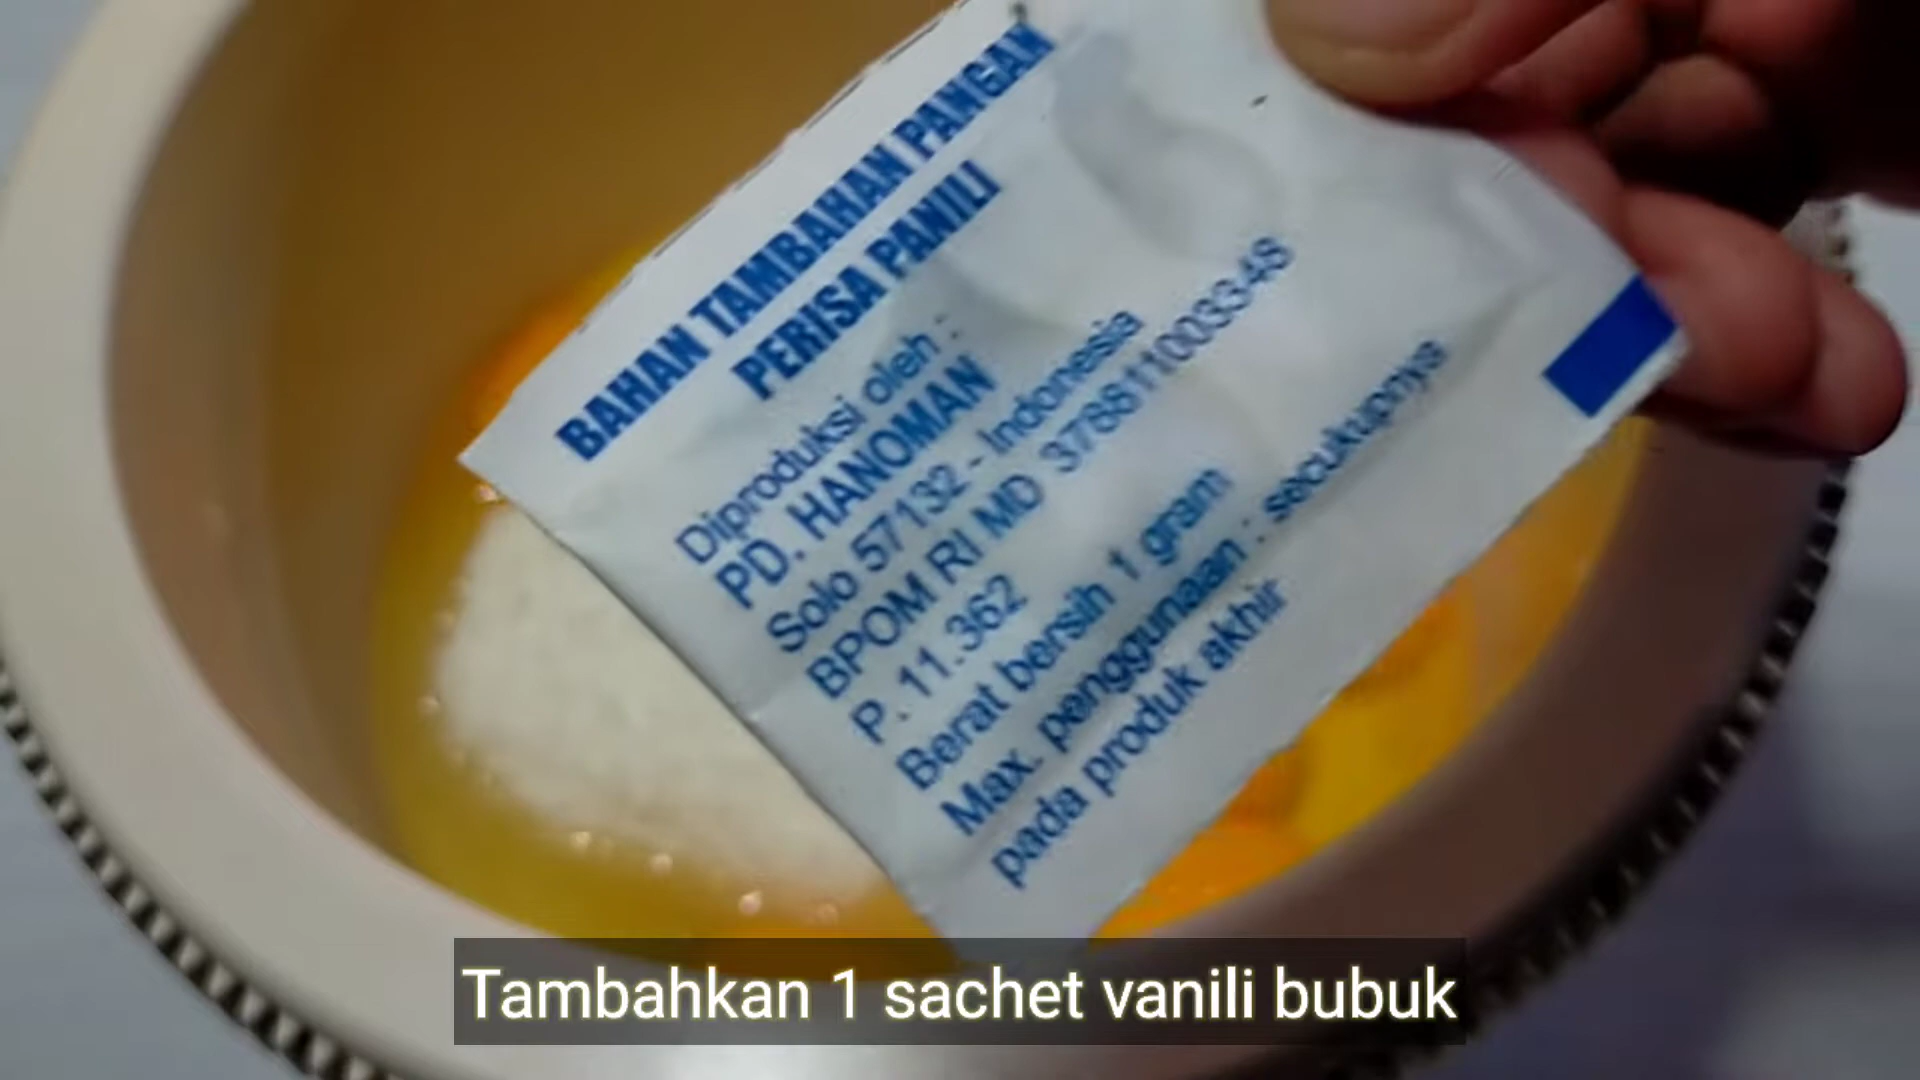 BAHAN TAMBAHAN PANGAN
PERISA PANILI
Diproduksi oleh :
PD. HANOMAN
Solo 57132 - Indonesia
BPOM RI MD 378811003348
P. 11.362
Berat bersih 1 gram
Max. penggunaan : secukupnya
pada produk akhir
Tambahkan 1 sachet vanili bubuk